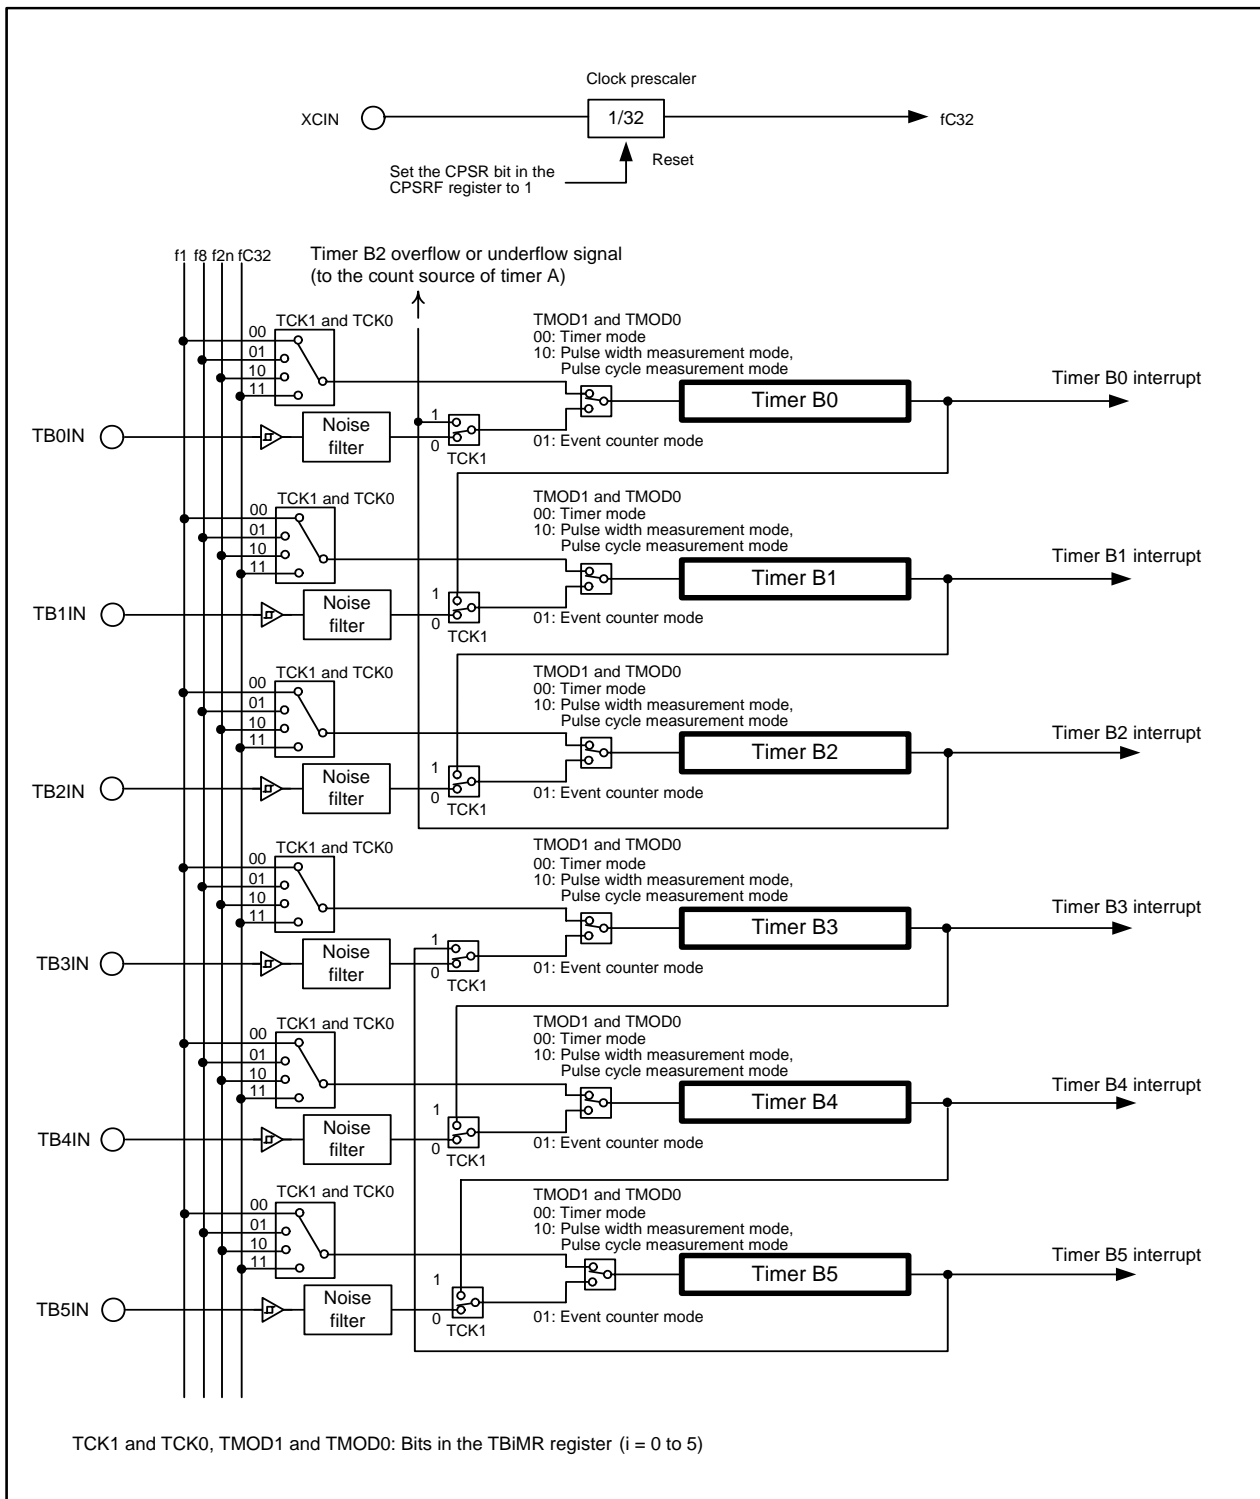 Clock prescaler
XCIN
1/32
fC32
Reset
Set the CPSR bit in the
CPSRF register to 1
f1 f8 f2n fC32
Timer B2 overflow or underflow signal
(to the count source of timer A)
TCK1 and TCK0
00
01
10
11
TMOD1 and TMOD0
00: Timer mode
10: Pulse width measurement mode,
Pulse cycle measurement mode
Timer B0
Timer B0 interrupt
TB0IN
Noise
filter
1
0
TCK1
01: Event counter mode
TCK1 and TCK0
00
01
10
11
TMOD1 and TMOD0
00: Timer mode
10: Pulse width measurement mode,
Pulse cycle measurement mode
Timer B1
Timer B1 interrupt
TB1IN
Noise
filter
1
0
TCK1
01: Event counter mode
TCK1 and TCK0
00
01
10
11
TMOD1 and TMOD0
00: Timer mode
10: Pulse width measurement mode,
Pulse cycle measurement mode
Timer B2
Timer B2 interrupt
TB2IN
Noise
filter
1
0
TCK1
01: Event counter mode
TCK1 and TCK0
00
01
10
11
TMOD1 and TMOD0
00: Timer mode
10: Pulse width measurement mode,
Pulse cycle measurement mode
Timer B3
Timer B3 interrupt
TB3IN
Noise
filter
1
0
TCK1
01: Event counter mode
TCK1 and TCK0
00
01
10
11
TMOD1 and TMOD0
00: Timer mode
10: Pulse width measurement mode,
Pulse cycle measurement mode
Timer B4
Timer B4 interrupt
TB4IN
Noise
filter
1
0
TCK1
01: Event counter mode
TCK1 and TCK0
00
01
10
11
TMOD1 and TMOD0
00: Timer mode
10: Pulse width measurement mode,
Pulse cycle measurement mode
Timer B5
Timer B5 interrupt
TB5IN
Noise
filter
1
0
TCK1
01: Event counter mode
TCK1 and TCK0, TMOD1 and TMOD0: Bits in the TBiMR register (i = 0 to 5)